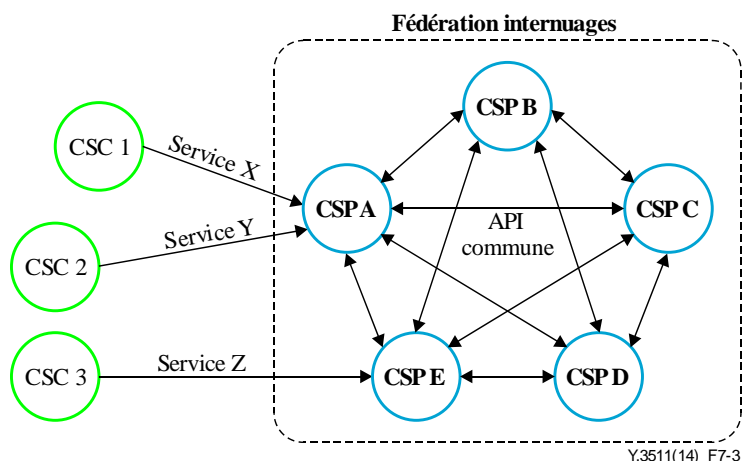 Fédération internuages
CSP B
CSC 1
Service X
CSP A
CSP C
Service Y
API
commune
CSC 2
CSC 3
Service Z
CSP E
CSP D
Y.3511(14)_F7-3